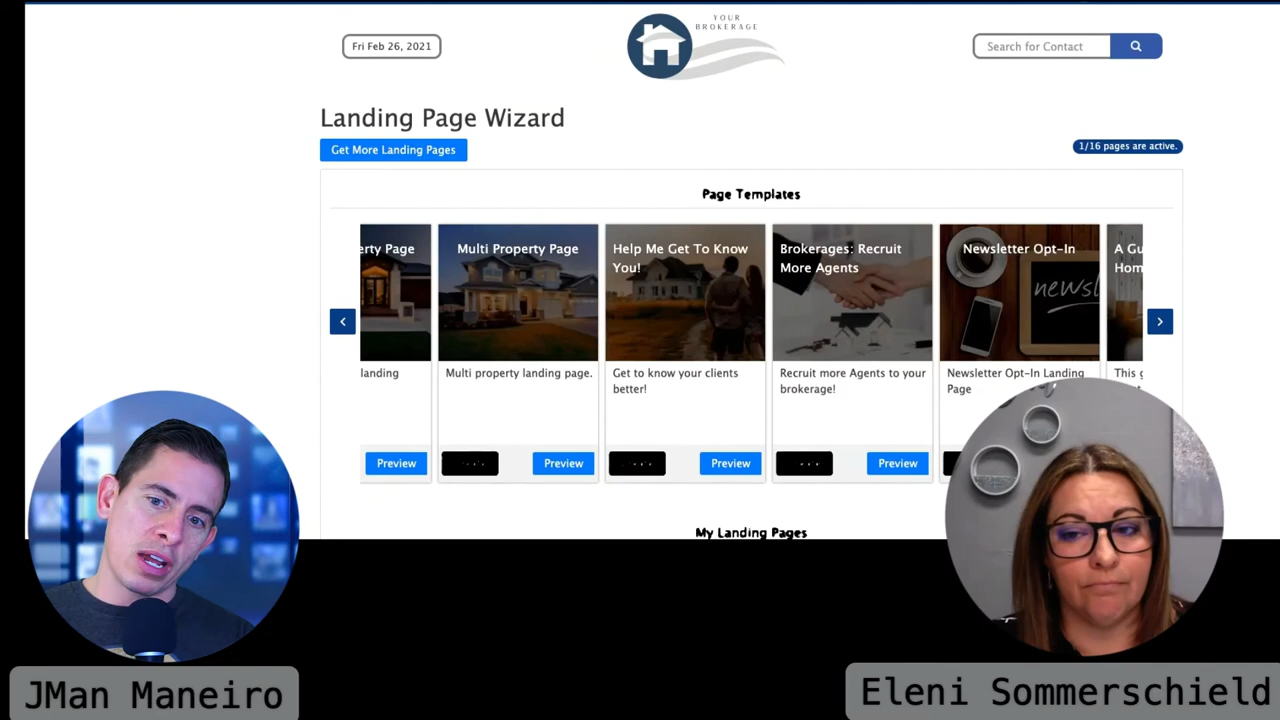 YOUR
BROKERAGE
Fri Feb 26, 2021
Search for Contact
Landing Page Wizard
Get More Landing Pages
1/16 pages are active.
Page Templates
erty Page
Multi Property Page
Help Me Get To Know
You!
Brokerages: Recruit
More Agents
Newsletter Opt-In
A Gu
Hom
newsl
landing
Multi property landing page.
Get to know your clients
better!
Recruit more Agents to your
brokerage!
Newsletter Opt-In Landing
Page
This g
Preview
Preview
Preview
Preview
My Landing Pages
JMan Maneiro
Eleni Sommerschield